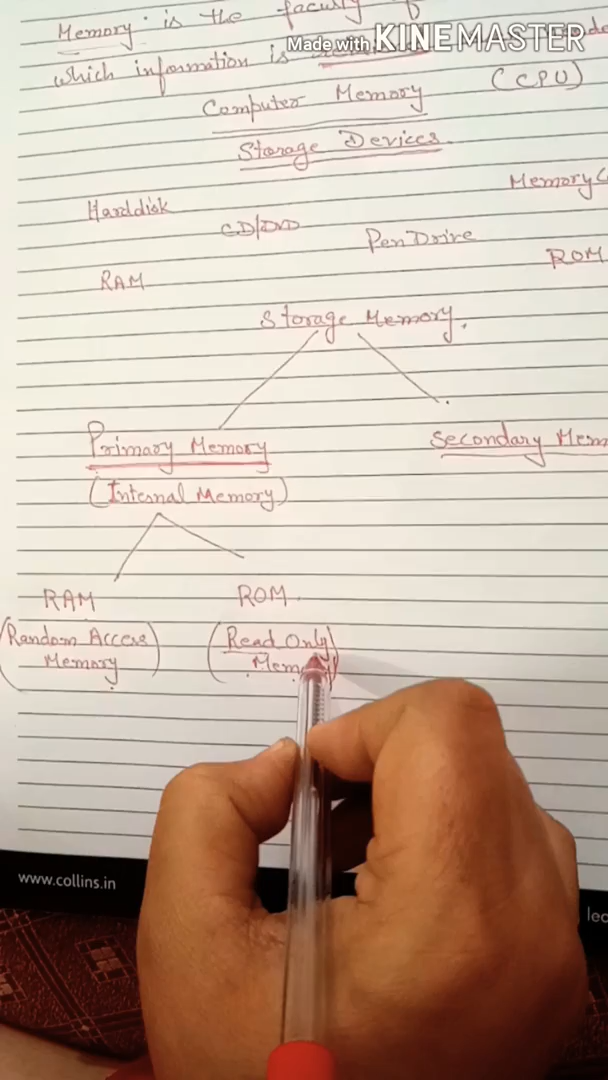 Memory is the faculty of
Made with KINEMASTER
which information is
(CPU)
Computer Memory
Storage Devices
Memory
Harddisk
CD/DVD
Pen Drive
ROM
RAM
Storage Memory.
Primary Memory
Secondary Mem
(Internal Memory)
RAM
ROM.
(Random Access
Memory)
(Read Only
Memory)
www.collins.in